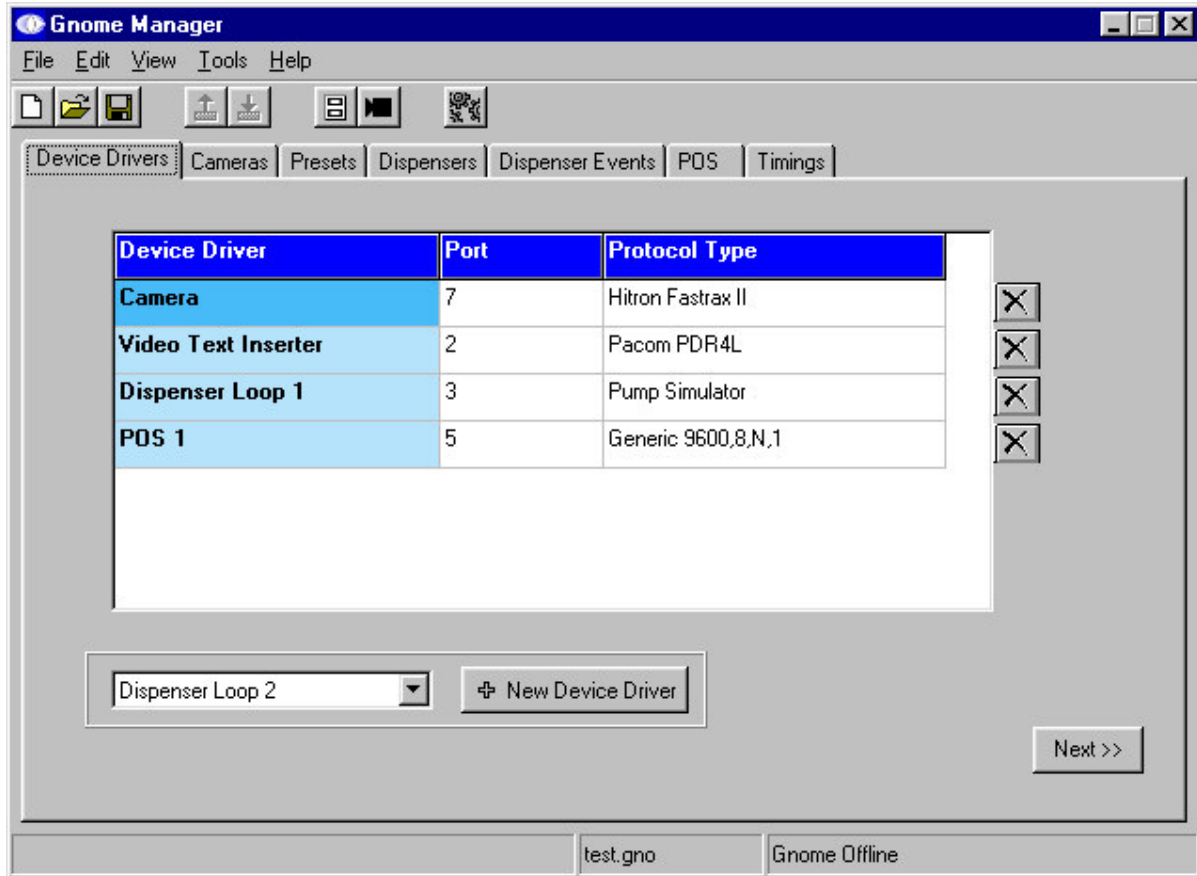 Gnome Manager
File Edit View Tools Help
Device Drivers Cameras Presets Dispensers Dispenser Events POS Timings
Device Driver Port Protocol Type
Camera 7 Hitron Fastrax II
Video Text Inserter 2 Pacom PDR4L
Dispenser Loop 1 3 Pump Simulator
POS 1 5 Generic 9600,8,N,1
Dispenser Loop 2 New Device Driver
Next >>
test.gno Gnome Offline